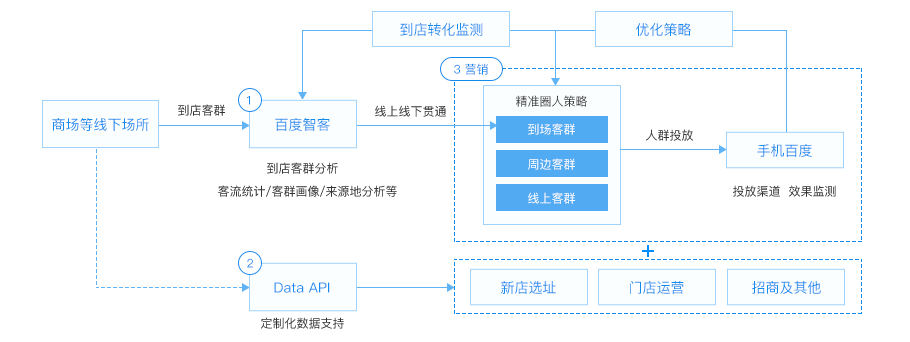 到店转化监测
优化策略
3 营销
1
精准圈人策略
商场等线下场所
到店客群
百度智客
线上线下贯通
到场客群
周边客群
线上客群
人群投放
手机百度
到店客群分析
客流统计/客群画像/来源地分析等
投放渠道 效果监测
+
2
Data API
定制化数据支持
新店选址
门店运营
招商及其他